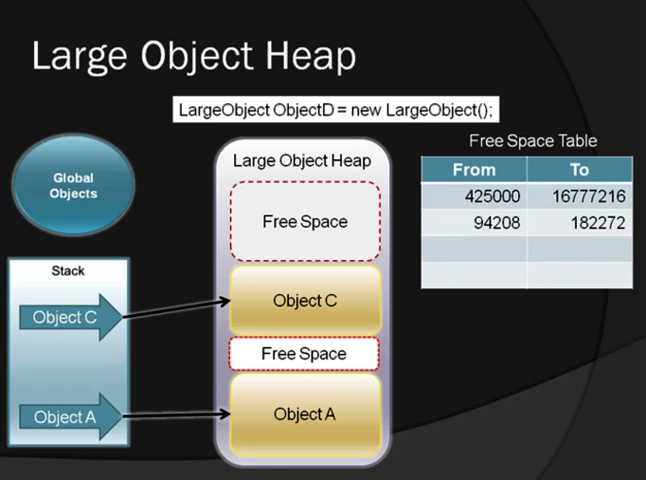 Large Object Heap
LargeObject ObjectD = new LargeObject();
Global
Objects
Stack
Object C
Object A
Large Object Heap
Free Space
Object C
Free Space
Object A
Free Space Table
From To
425000 16777216
94208 182272